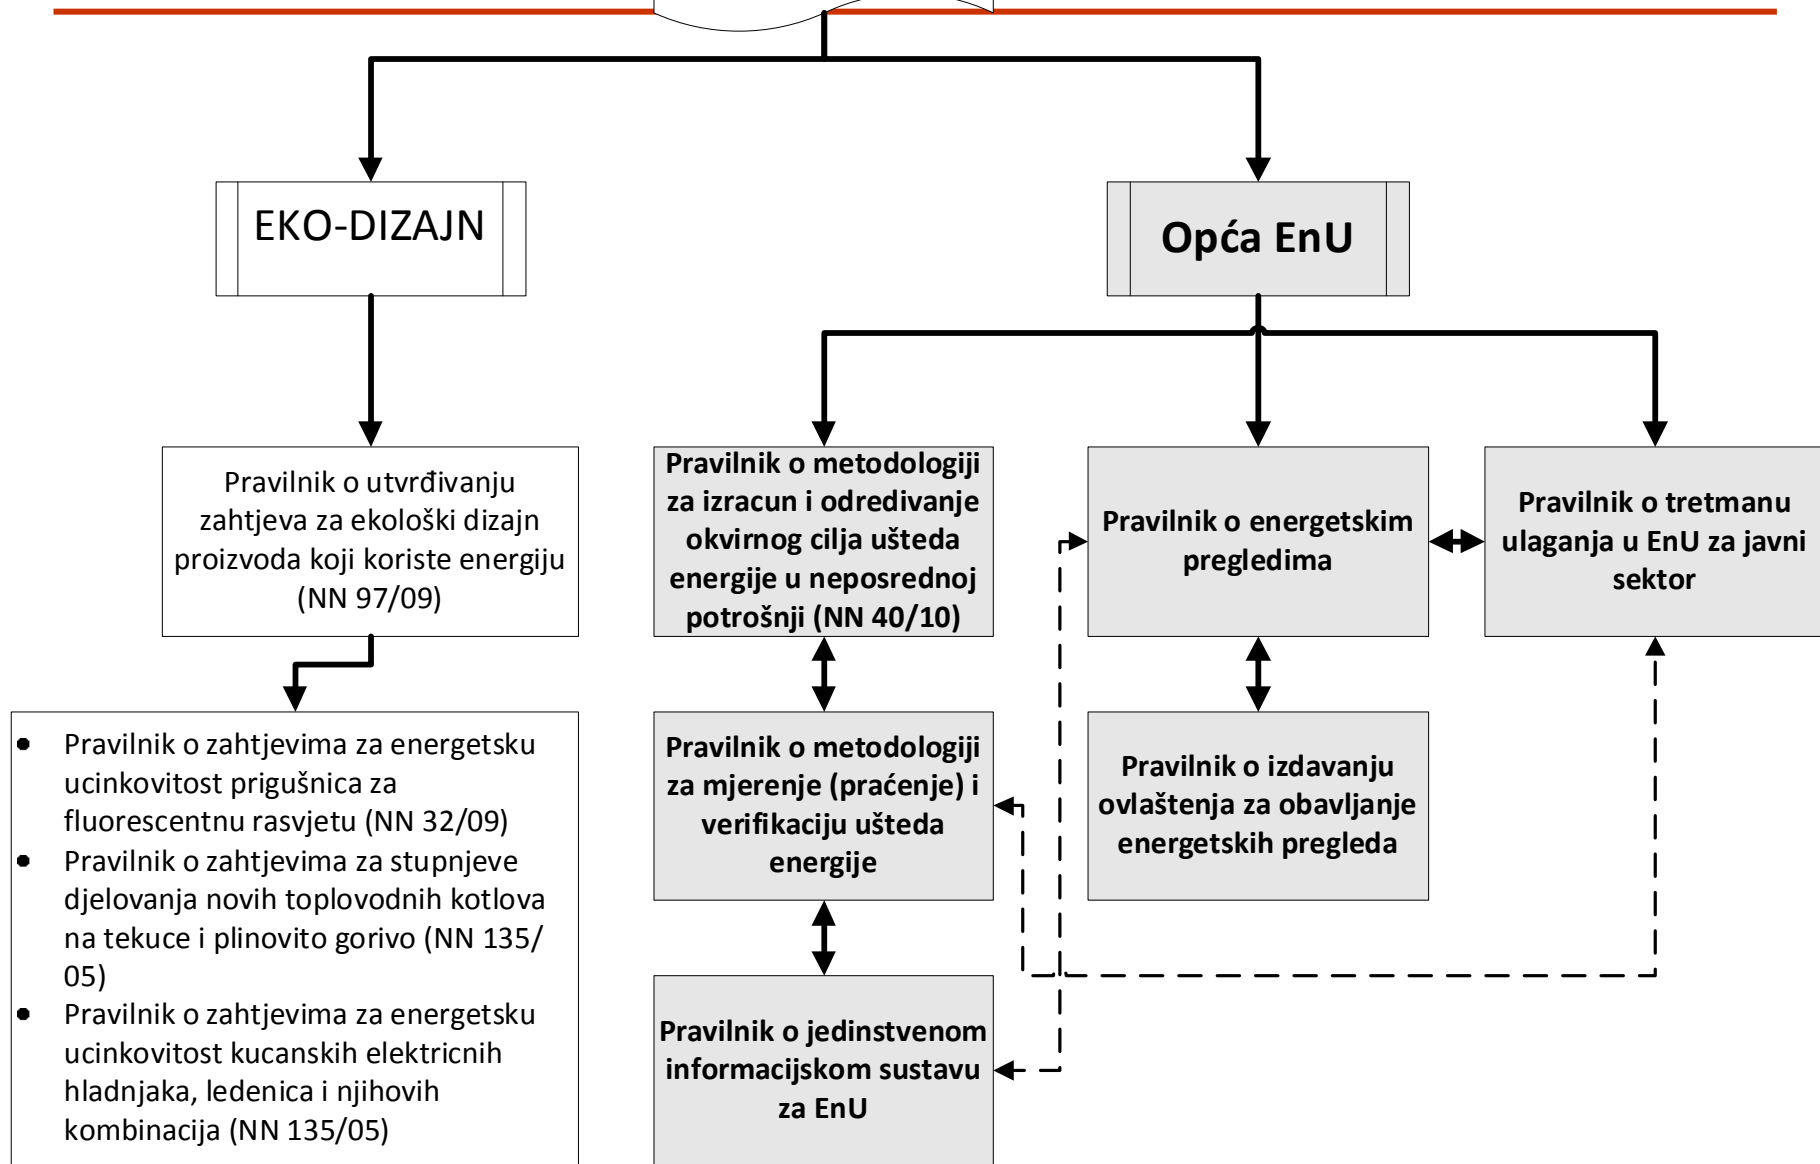 EKO-DIZAJN
Opća EnU
Pravilnik o utvrđivanju
zahtjeva za ekološki dizajn
proizvoda koji koriste energiju
(NN 97/09)
Pravilnik o metodologiji
za izracun i odredivanje
okvirnog cilja ušteda
energije u neposrednoj
potrošnji (NN 40/10)
Pravilnik o energetskim
pregledima
Pravilnik o tretmanu
ulaganja u EnU za javni
sektor
• Pravilnik o zahtjevima za energetsku
ucinkovitost prigušnica za
fluorescentnu rasvjetu (NN 32/09)
• Pravilnik o zahtjevima za stupnjeve
djelovanja novih toplovodnih kotlova
na tekuce i plinovito gorivo (NN 135/
05)
• Pravilnik o zahtjevima za energetsku
ucinkovitost kucanskih elektricnih
hladnjaka, ledenica i njihovih
kombinacija (NN 135/05)
Pravilnik o metodologiji
za mjerenje (praćenje) i
verifikaciju ušteda
energije
Pravilnik o izdavanju
ovlaštenja za obavljanje
energetskih pregleda
Pravilnik o jedinstvenom
informacijskom sustavu
za EnU